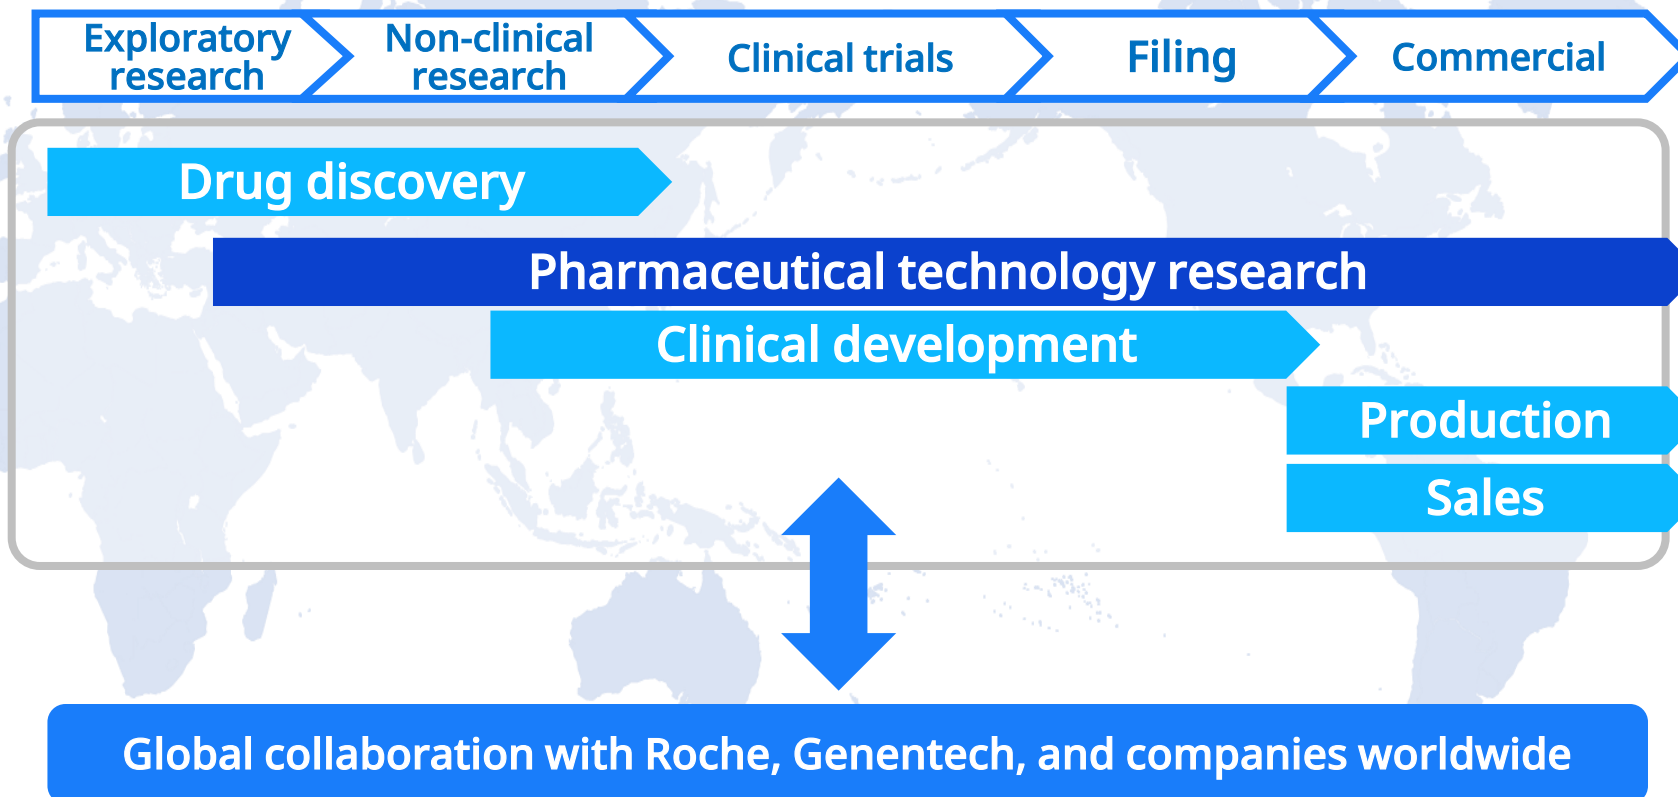 Exploratory
research
Non-clinical
research
Clinical trials
Filing
Commercial
Drug discovery
Pharmaceutical technology research
Clinical development
Production
Sales
Global collaboration with Roche, Genentech, and companies worldwide